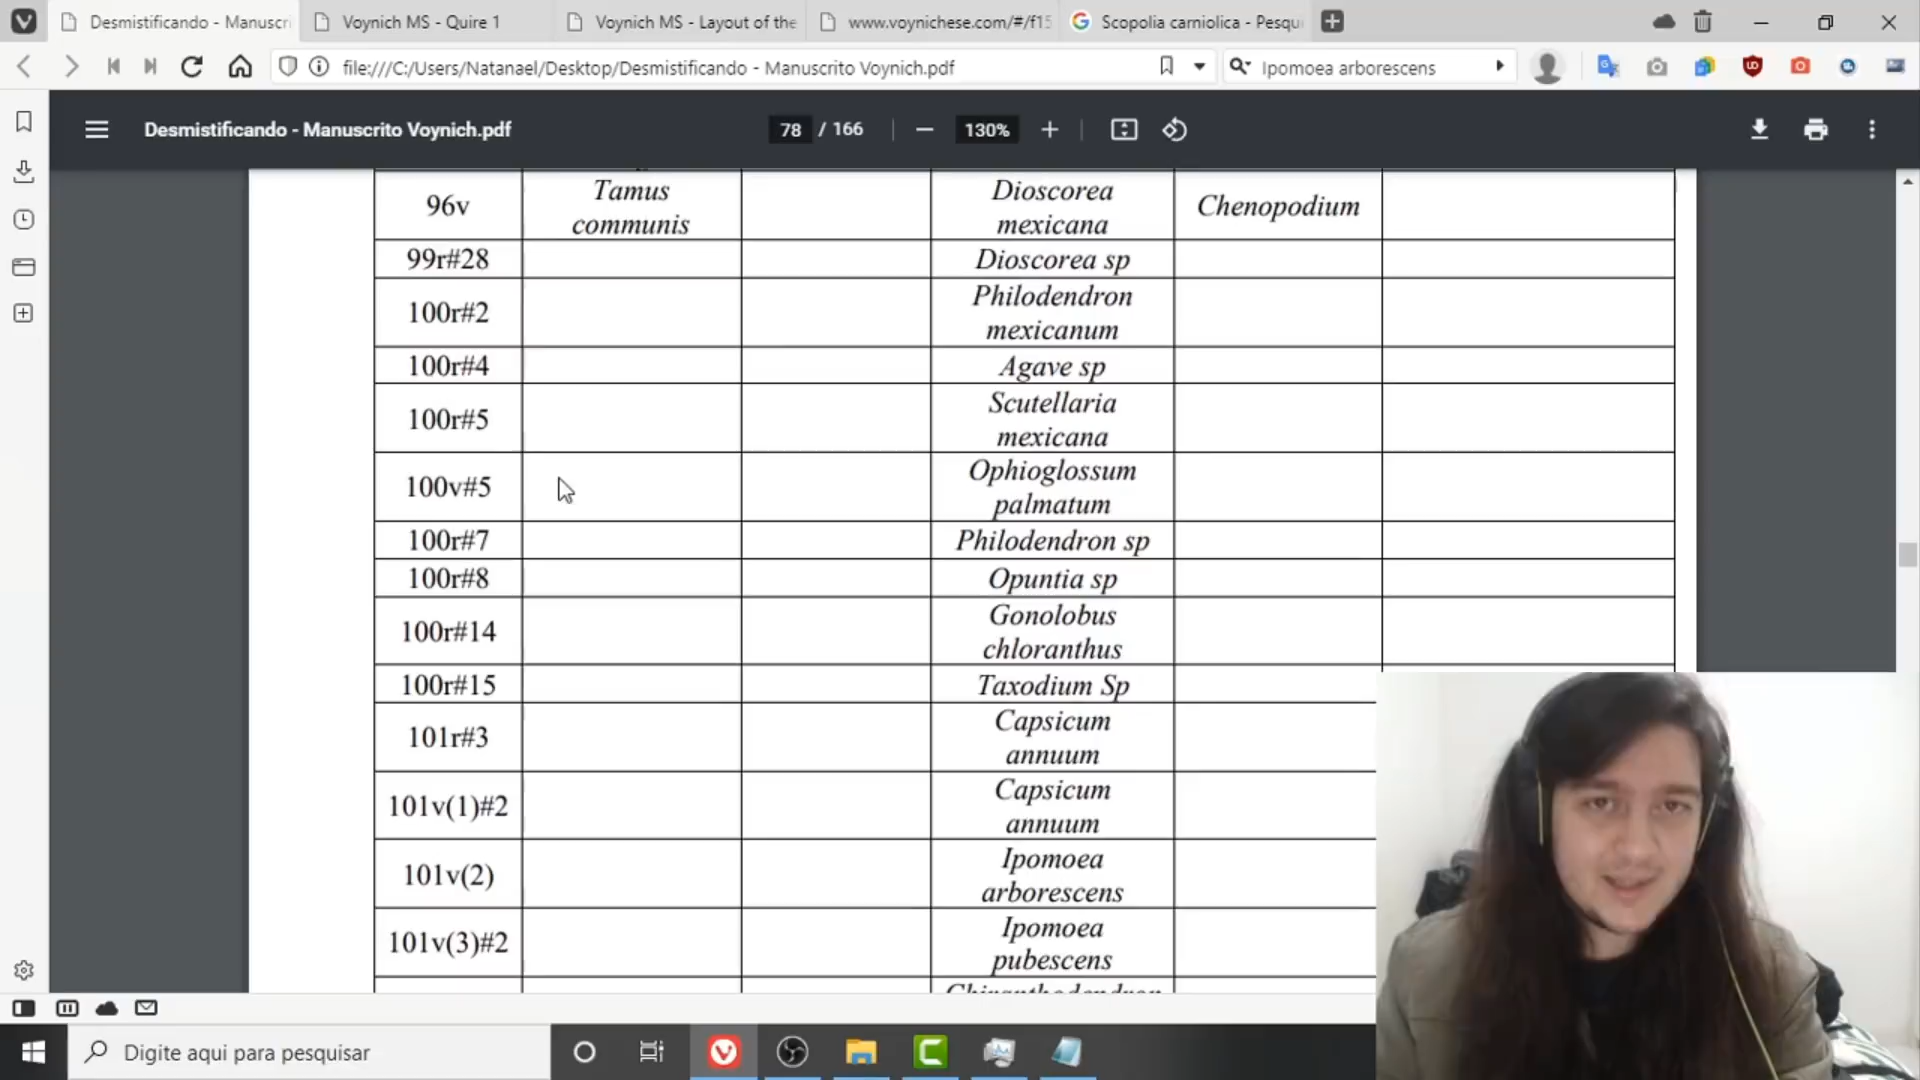 Desmistificando - Manuscri
Voynich MS - Quire 1
Voynich MS - Layout of the
www.voynichese.com/#/f15
Scopolia carniolica - Pesqu
file:///C:/Users/Natanael/Desktop/Desmistificando - Manuscrito Voynich.pdf
Ipomoea arborescens
Desmistificando - Manuscrito Voynich.pdf
78 / 166
130%
96v
Tamus
communis
Dioscorea
mexicana
Chenopodium
99r#28
Dioscorea sp
100r#2
Philodendron
mexicanum
100r#4
Agave sp
100r#5
Scutellaria
mexicana
100v#5
Ophioglossum
palmatum
100r#7
Philodendron sp
100r#8
Opuntia sp
100r#14
Gonolobus
chloranthus
100r#15
Taxodium Sp
101r#3
Capsicum
annuum
101v(1)#2
Capsicum
annuum
101v(2)
Ipomoea
arborescens
101v(3)#2
Ipomoea
pubescens
Digite aqui para pesquisar